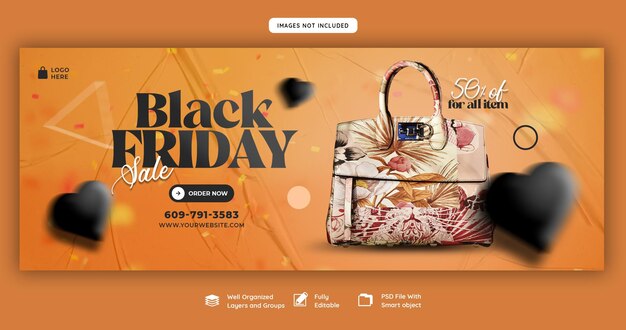 IMAGES NOT INCLUDED
LOGO
HERE
Black
FRIDAY
Sale
ORDER NOW
609-791-3583
WWW.YOURWEBSITE.COM
50% of
for all item
Well Organized
Layers and Groups
Fully
Editable
PSD File With
Smart object